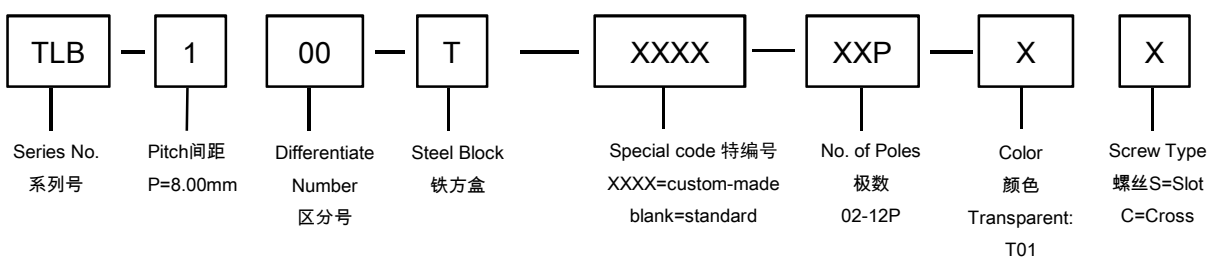 TLB — 1 00 — T — XXXX — XXP — X X
Series No.
系列号
Pitch间距
P=8.00mm
Differentiate
Number
区分号
Steel Block
铁方盒
Special code 特编号
XXXX=custom-made
blank=standard
No. of Poles
极数
02-12P
Color
颜色
Transparent:
T01
Screw Type
螺丝S=Slot
C=Cross